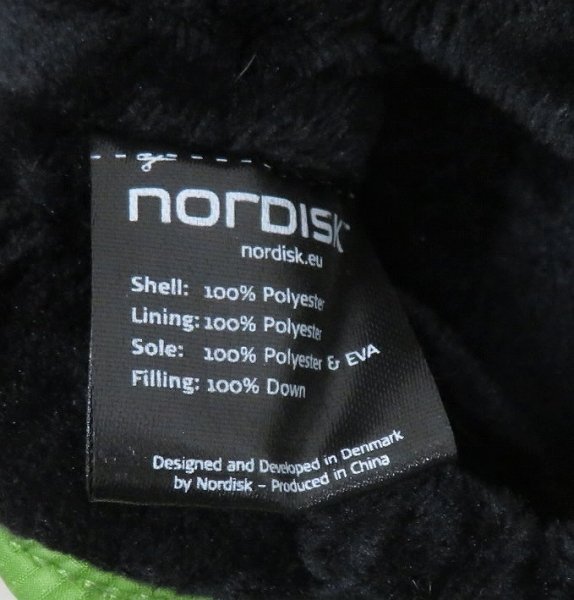 nordisk™
nordisk.eu
Shell: 100% Polyester
Lining: 100% Polyester
Sole: 100% Polyester & EVA
Filling: 100% Down
Designed and Developed in Denmark
by Nordisk – Produced in China